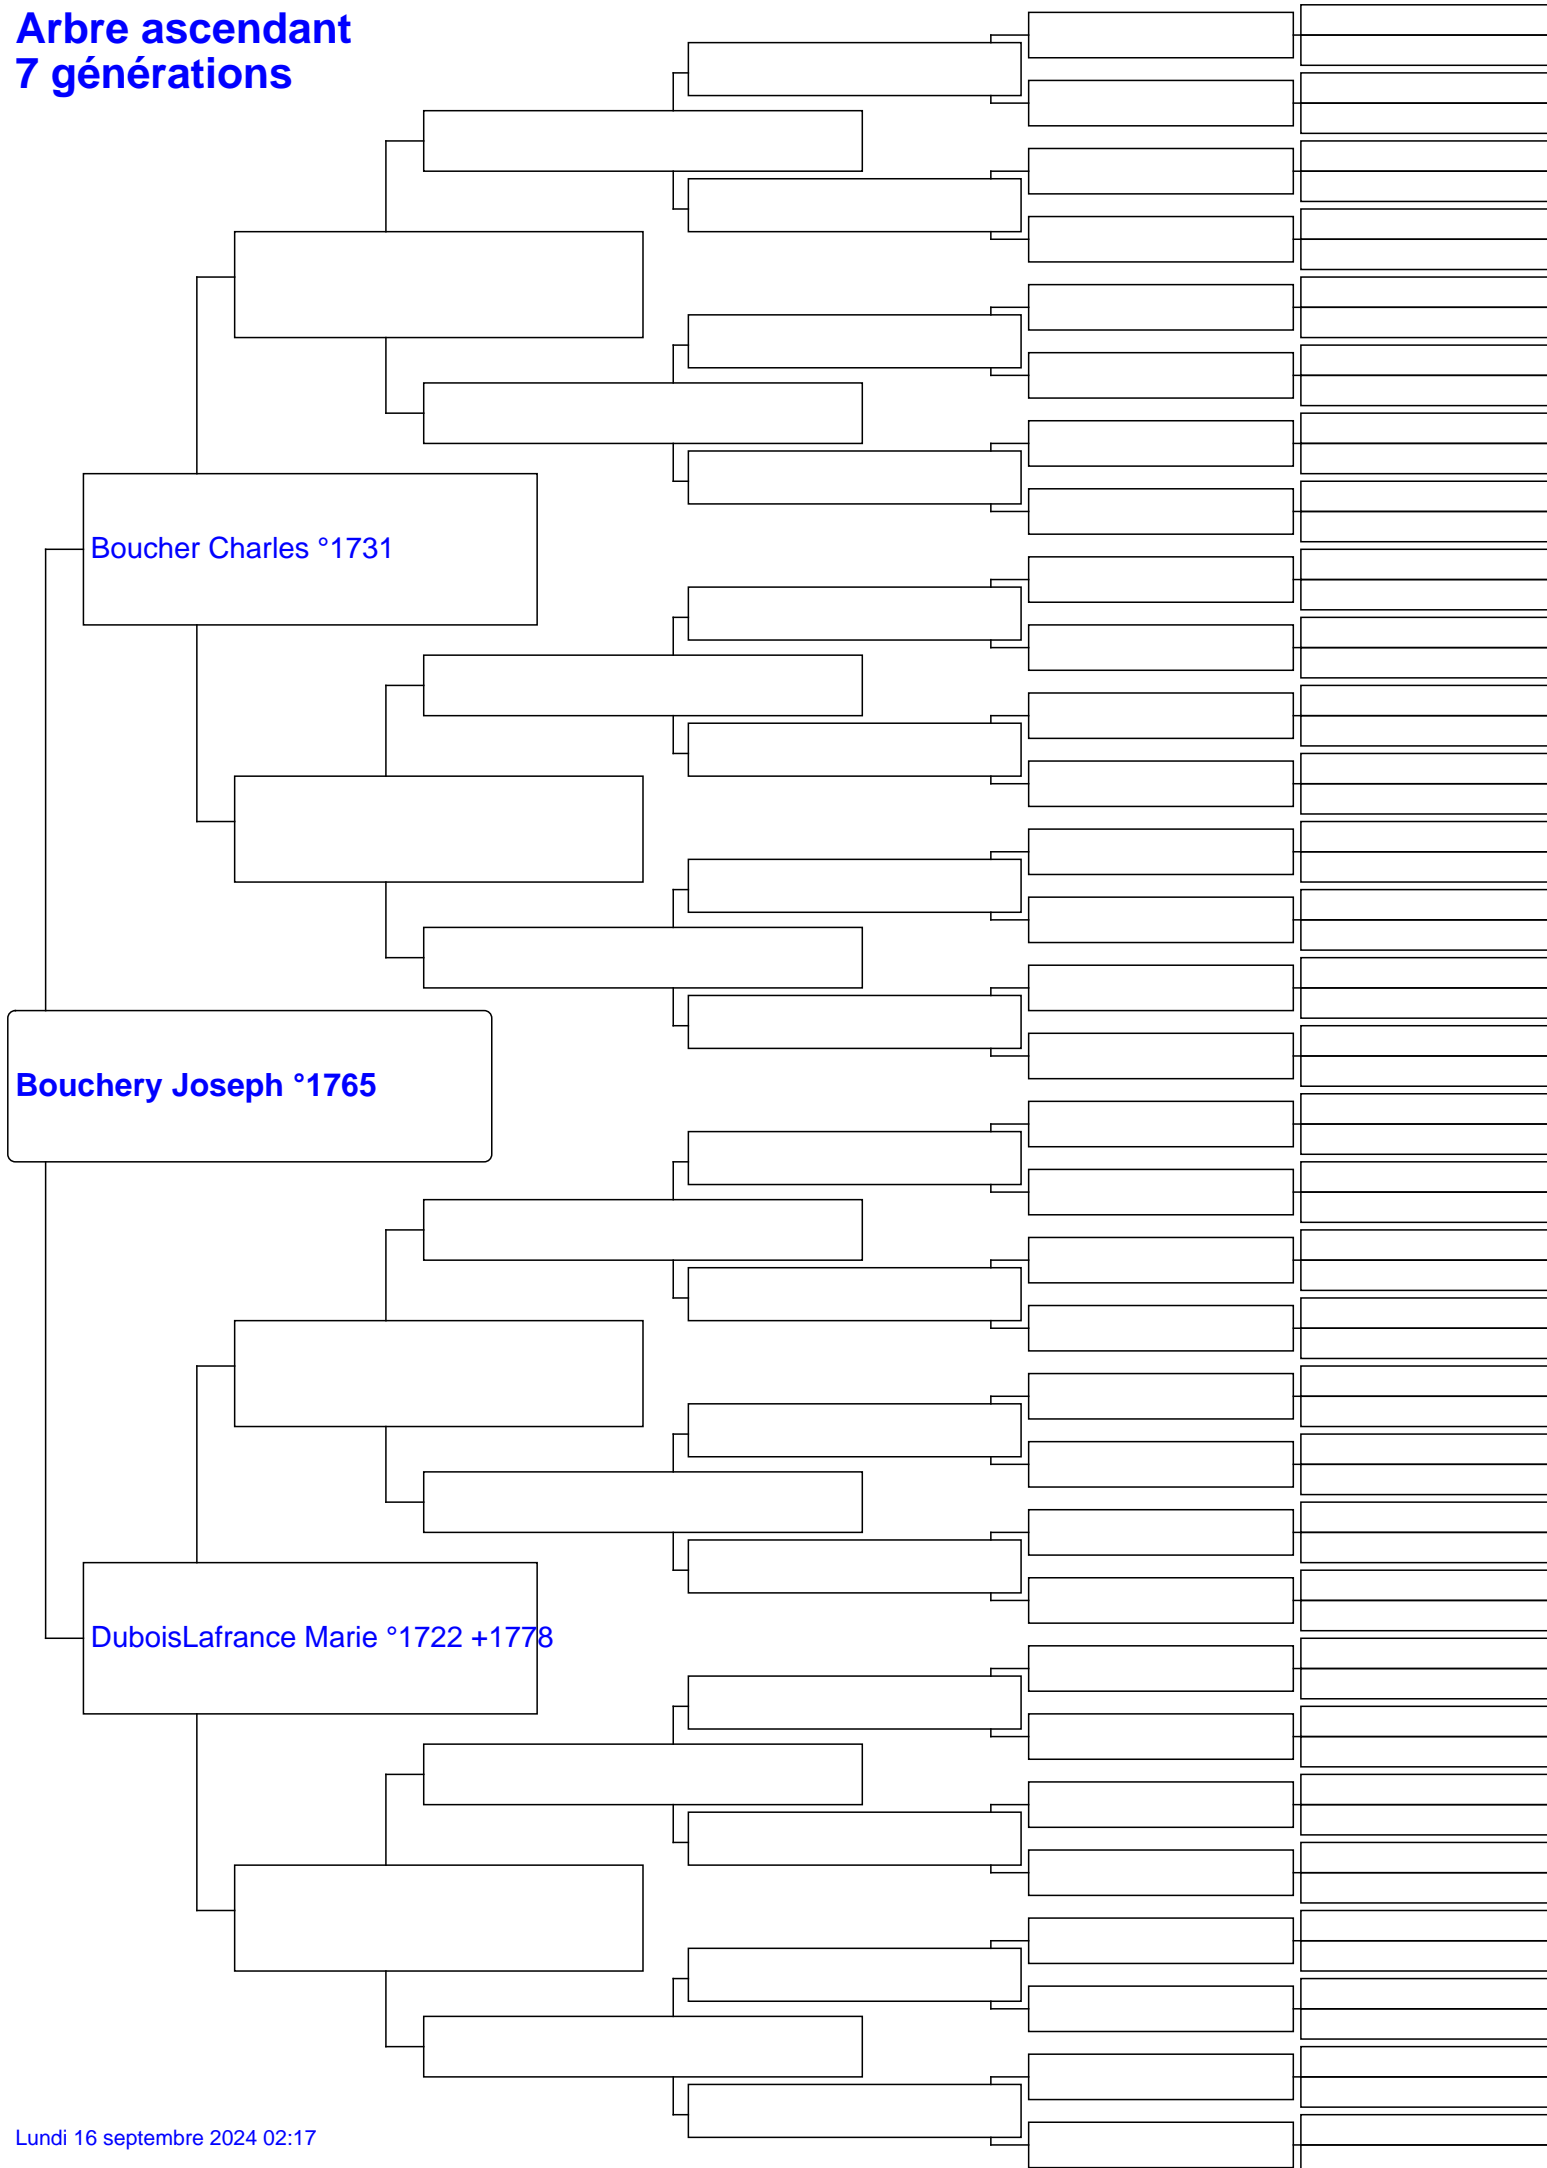 Arbre ascendant
7 générations
Boucher Charles °1731
Bouchery Joseph °1765
DuboisLafrance Marie °1722 +1778
Lundi 16 septembre 2024 02:17